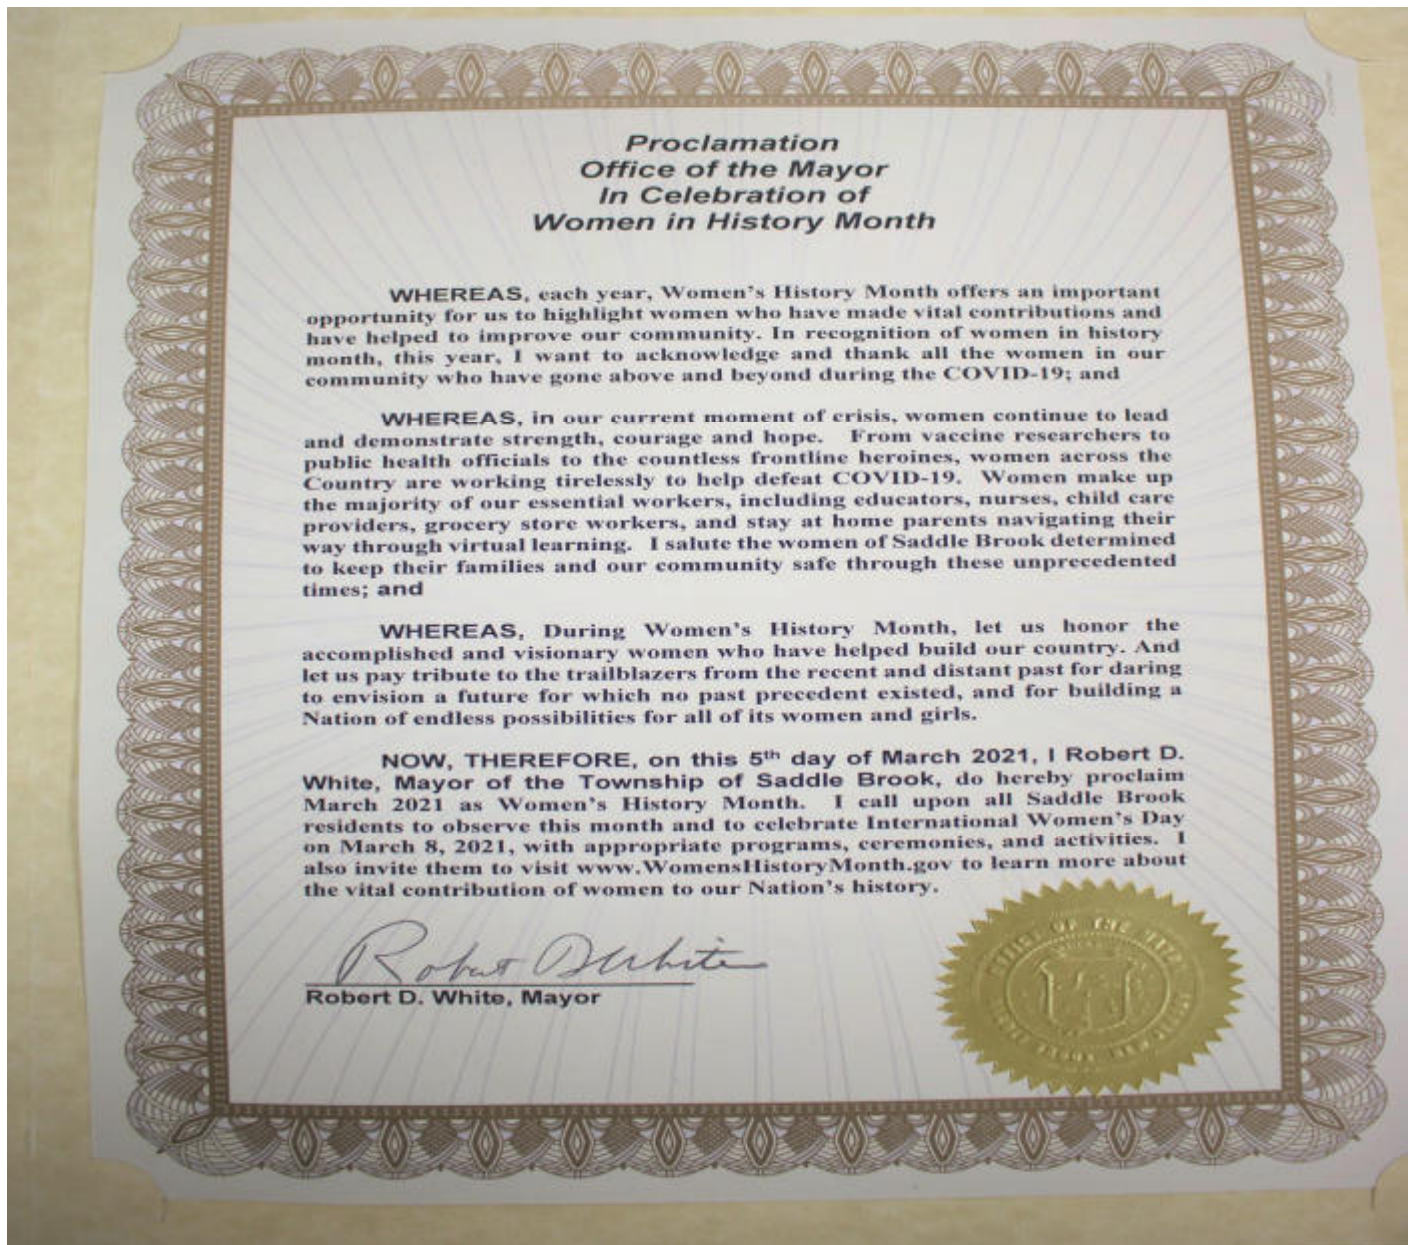 Proclamation
Office of the Mayor
In Celebration of
Women in History Month
WHEREAS, each year, Women's History Month offers an important
opportunity for us to highlight women who have made vital contributions and
have helped to improve our community. In recognition of women in history
month, this year, I want to acknowledge and thank all the women in our
community who have gone above and beyond during the COVID-19; and
WHEREAS, in our current moment of crisis, women continue to lead
and demonstrate strength, courage and hope. From vaccine researchers to
public health officials to the countless frontline heroines, women across the
Country are working tirelessly to help defeat COVID-19. Women make up
the majority of our essential workers, including educators, nurses, child care
providers, grocery store workers, and stay at home parents navigating their
way through virtual learning. I salute the women of Saddle Brook determined
to keep their families and our community safe through these unprecedented
times; and
WHEREAS, During Women's History Month, let us honor the
accomplished and visionary women who have helped build our country. And
let us pay tribute to the trailblazers from the recent and distant past for daring
to envision a future for which no past precedent existed, and for building a
Nation of endless possibilities for all of its women and girls.
NOW, THEREFORE, on this 5th day of March 2021, I Robert D.
White, Mayor of the Township of Saddle Brook, do hereby proclaim
March 2021 as Women's History Month. I call upon all Saddle Brook
residents to observe this month and to celebrate International Women's Day
on March 8, 2021, with appropriate programs, ceremonies, and activities. I
also invite them to visit www.WomensHistoryMonth.gov to learn more about
the vital contribution of women to our Nation's history.
Robert D White
Robert D. White, Mayor
OFFICE OF THE MAYOR